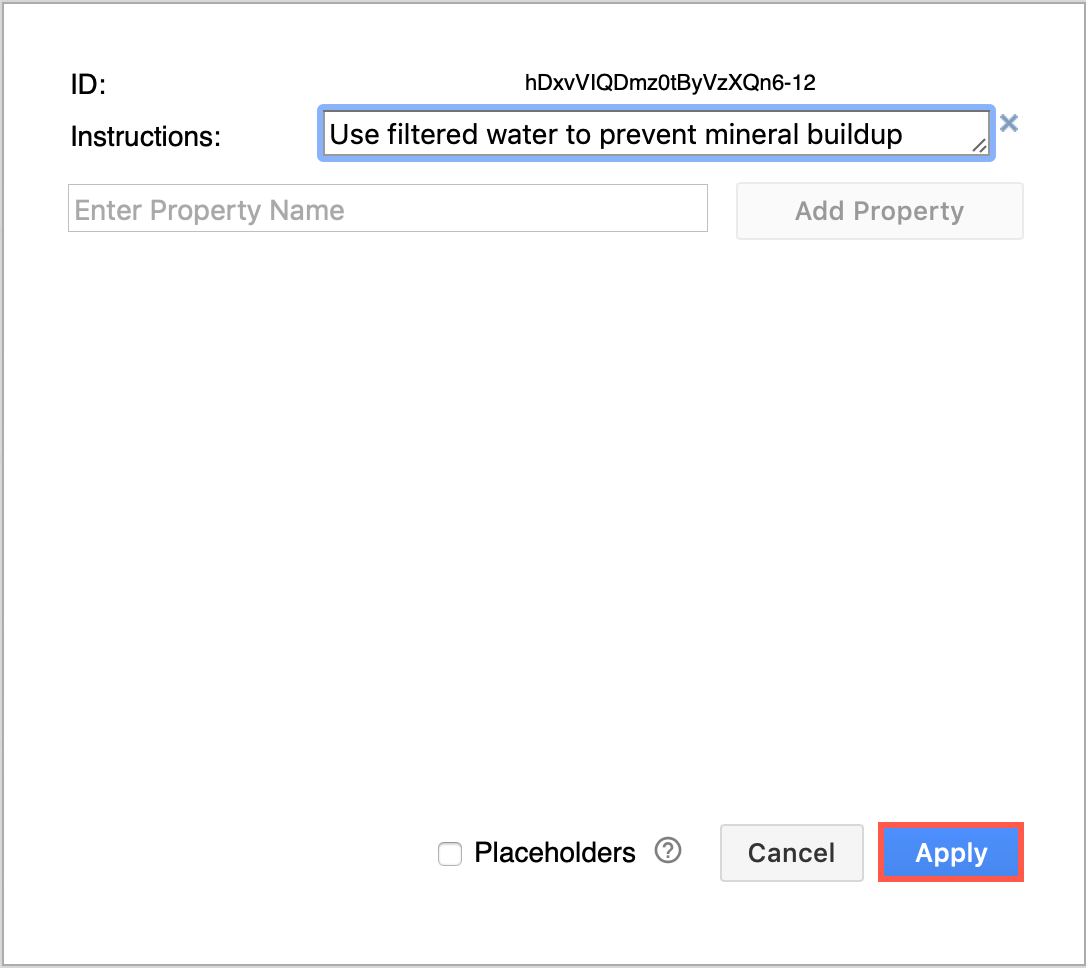 ID: hDxvVIQDmz0tByVzXQn6-12
Instructions: Use filtered water to prevent mineral buildup
Enter Property Name Add Property
Placeholders ? Cancel Apply